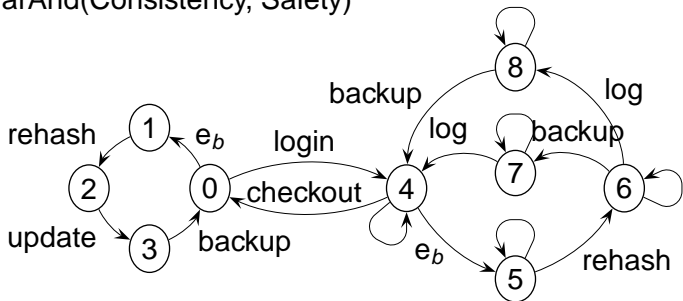 arAnd(Consistency, Safety)
8
backup
log
1
rehash
e_b
login
log
7
backup
2
0
checkout
4
6
update
3
backup
e_b
5
rehash